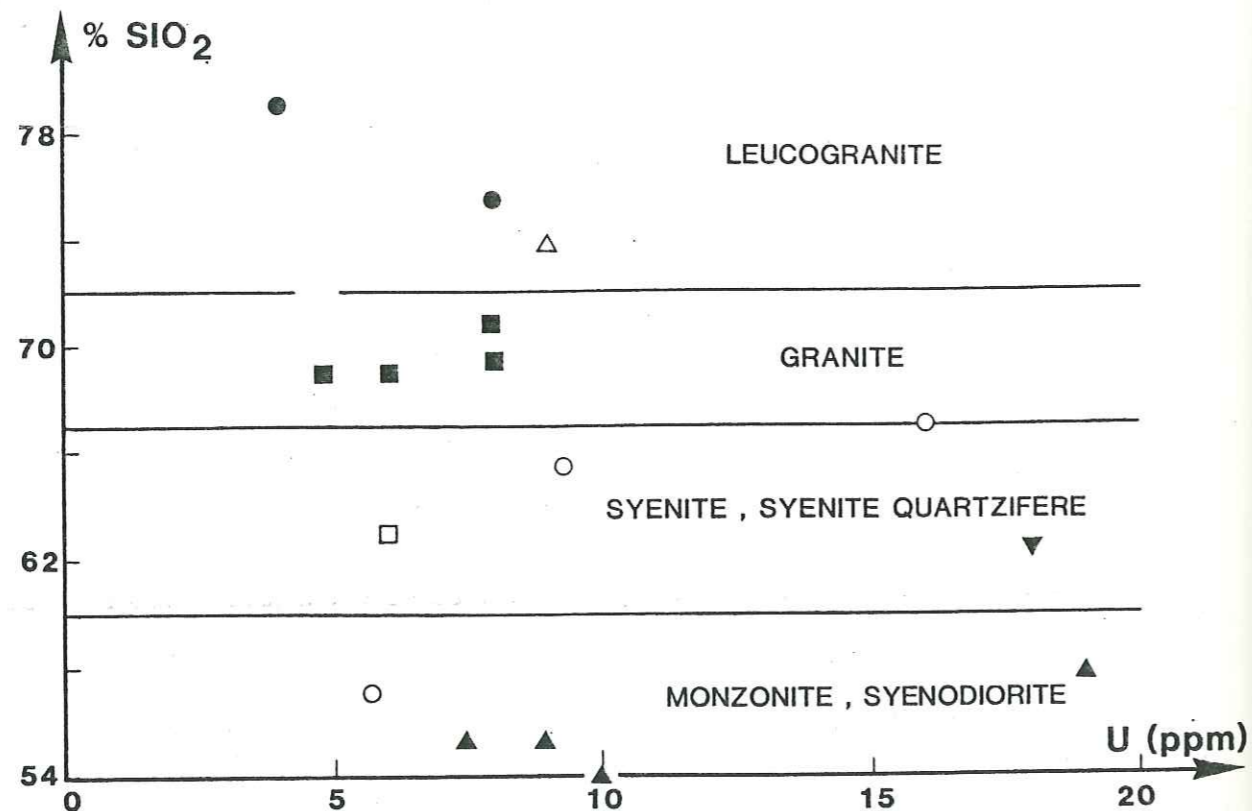 % SIO2
78
LEUCOGRANITE
70
GRANITE
SYENITE , SYENITE QUARTZIFERE
62
MONZONITE , SYENODIORITE
U (ppm)
54
0 5 10 15 20